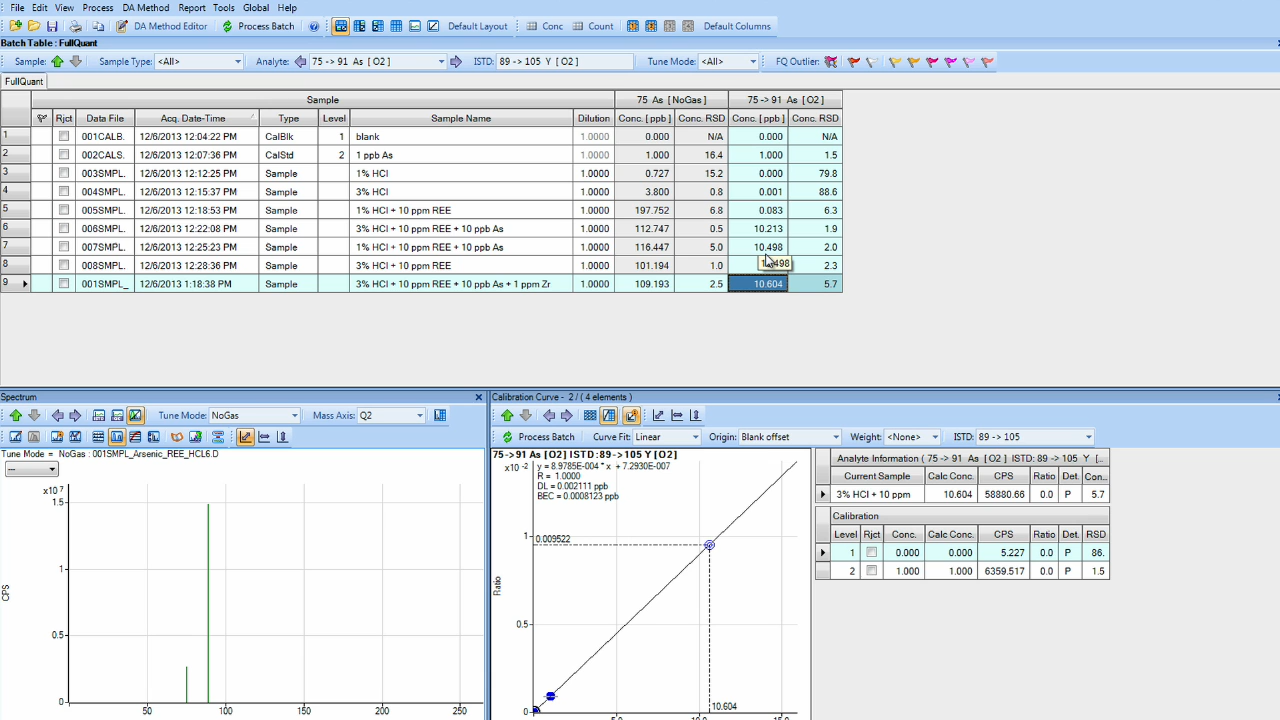 File Edit View Process DA Method Report Tools Global Help
DA Method Editor Process Batch Default Layout Conc Count Default Columns
Batch Table : FullQuant
Sample: Sample Type: <All> Analyte: 75 -> 91 As [ O2 ] ISTD: 89 -> 105 Y [ O2 ] Tune Mode: <All> FQ Outlier:
FullQuant
Sample 75 As [ NoGas ] 75 -> 91 As [ O2 ]
Rjct Data File Acq. Date-Time Type Level Sample Name Dilution Conc. [ ppb ] Conc. RSD Conc. [ ppb ] Conc. RSD
1 001CALB. 12/6/2013 12:04:22 PM CalBlk 1 blank 1.0000 0.000 N/A 0.000 N/A
2 002CALS. 12/6/2013 12:07:36 PM CalStd 2 1 ppb As 1.0000 1.000 16.4 1.000 1.5
3 003SMPL. 12/6/2013 12:12:25 PM Sample 1% HCl 1.0000 0.727 15.2 0.000 79.8
4 004SMPL. 12/6/2013 12:15:37 PM Sample 3% HCl 1.0000 3.800 0.8 0.001 88.6
5 005SMPL. 12/6/2013 12:18:53 PM Sample 1% HCl + 10 ppm REE 1.0000 197.752 6.8 0.083 6.3
6 006SMPL. 12/6/2013 12:22:08 PM Sample 3% HCl + 10 ppm REE + 10 ppb As 1.0000 112.747 0.5 10.213 1.9
7 007SMPL. 12/6/2013 12:25:23 PM Sample 1% HCl + 10 ppm REE + 10 ppb As 1.0000 116.447 5.0 10.498 2.0
8 008SMPL. 12/6/2013 12:28:36 PM Sample 3% HCl + 10 ppm REE 1.0000 101.194 1.0 2.3
9 001SMPL_ 12/6/2013 1:18:38 PM Sample 3% HCl + 10 ppm REE + 10 ppb As + 1 ppm Zr 1.0000 109.193 2.5 10.604 5.7
Spectrum
Tune Mode: NoGas Mass Axis: Q2
Tune Mode = NoGas : 001SMPL_Arsenic_REE_HCL6.D
---
x10 7
1.5
1
0.5
0
CPS
50 100 150 200 250
Calibration Curve - 2 / ( 4 elements )
Process Batch Curve Fit: Linear Origin: Blank offset Weight: <None> ISTD: 89 -> 105
75->91 As [O2] ISTD:89->105 Y [O2]
x10 -2
y = 8.9785E-004 * x + 7.2930E-007
R = 1.0000
DL = 0.002111 ppb
BEC = 0.0008123 ppb
1
0.009522
0.5
0
Ratio
10.604
5.0 10.0 15.0
Analyte Information ( 75 -> 91 As [ O2 ] ISTD: 89 -> 105 Y [...
Current Sample Calc Conc. CPS Ratio Det. Con...
3% HCl + 10 ppm 10.604 58880.66 0.0 P 5.7
Calibration
Level Rjct Conc. Calc Conc. CPS Ratio Det. RSD
1 0.000 0.000 5.227 0.0 P 86.
2 1.000 1.000 6359.517 0.0 P 1.5